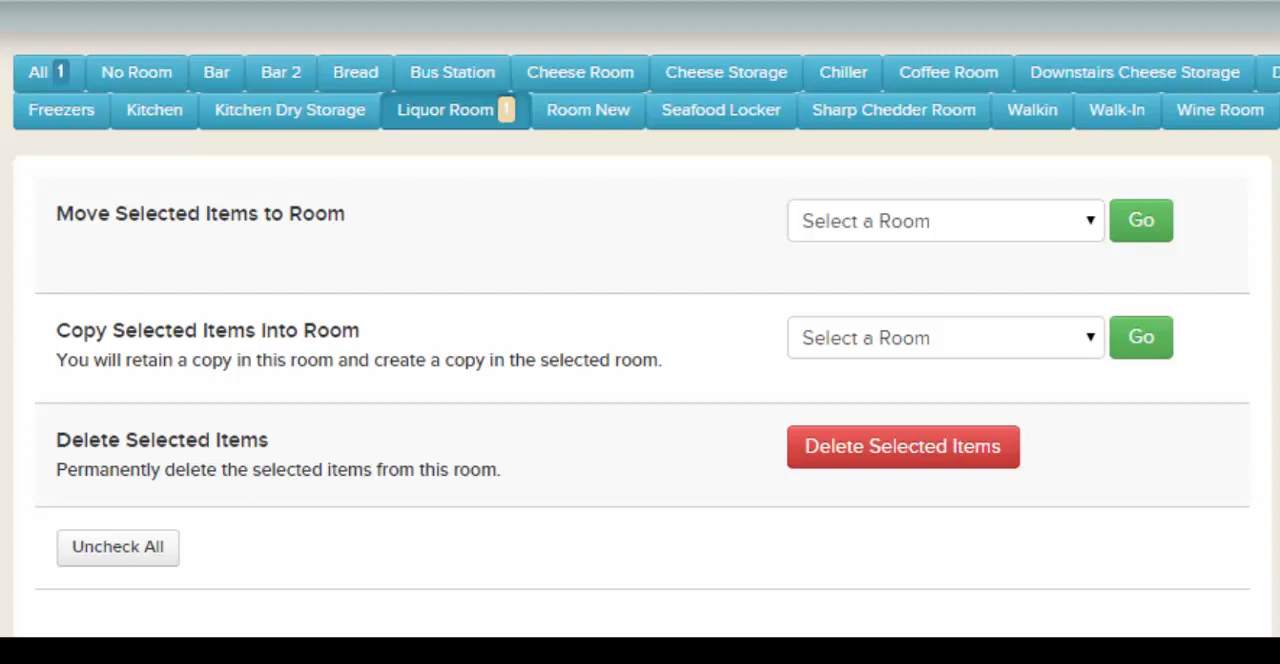 All 1 No Room Bar Bar 2 Bread Bus Station Cheese Room Cheese Storage Chiller Coffee Room Downstairs Cheese Storage
Freezers Kitchen Kitchen Dry Storage Liquor Room 1 Room New Seafood Locker Sharp Chedder Room Walkin Walk-In Wine Room
Move Selected Items to Room
Select a Room Go
Copy Selected Items Into Room
You will retain a copy in this room and create a copy in the selected room.
Select a Room Go
Delete Selected Items
Permanently delete the selected items from this room.
Delete Selected Items
Uncheck All